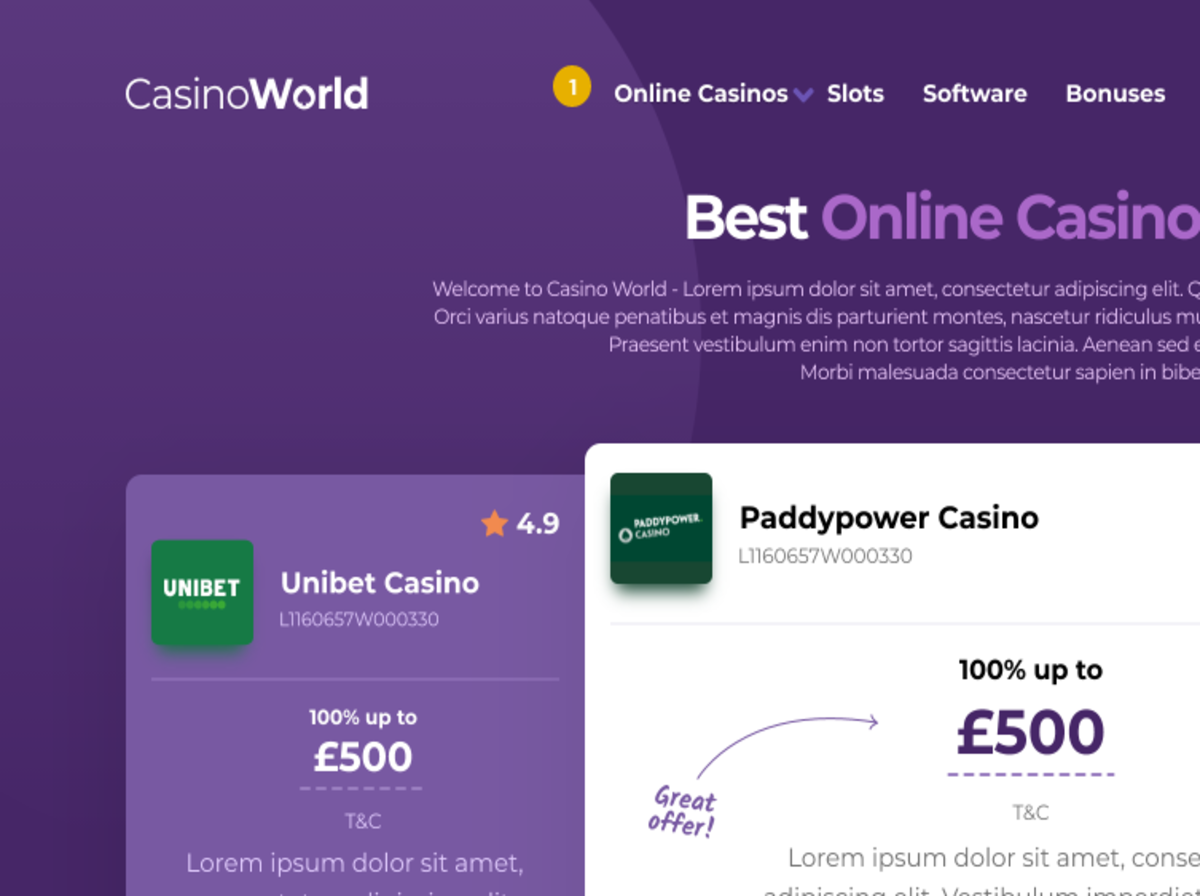 CasinoWorld
1
Online Casinos
Slots
Software
Bonuses
Best Online Casino
Welcome to Casino World - Lorem ipsum dolor sit amet, consectetur adipiscing elit.
Orci varius natoque penatibus et magnis dis parturient montes, nascetur ridiculus
Praesent vestibulum enim non tortor sagittis lacinia. Aenean sed
Morbi malesuada consectetur sapien in
4.9
UNIBET
Unibet Casino
L1160657W000330
100% up to
£500
T&C
Lorem ipsum dolor sit amet,
PADDYPOWER.
CASINO
Paddypower Casino
L1160657W000330
100% up to
£500
Great
offer!
T&C
Lorem ipsum dolor sit amet,